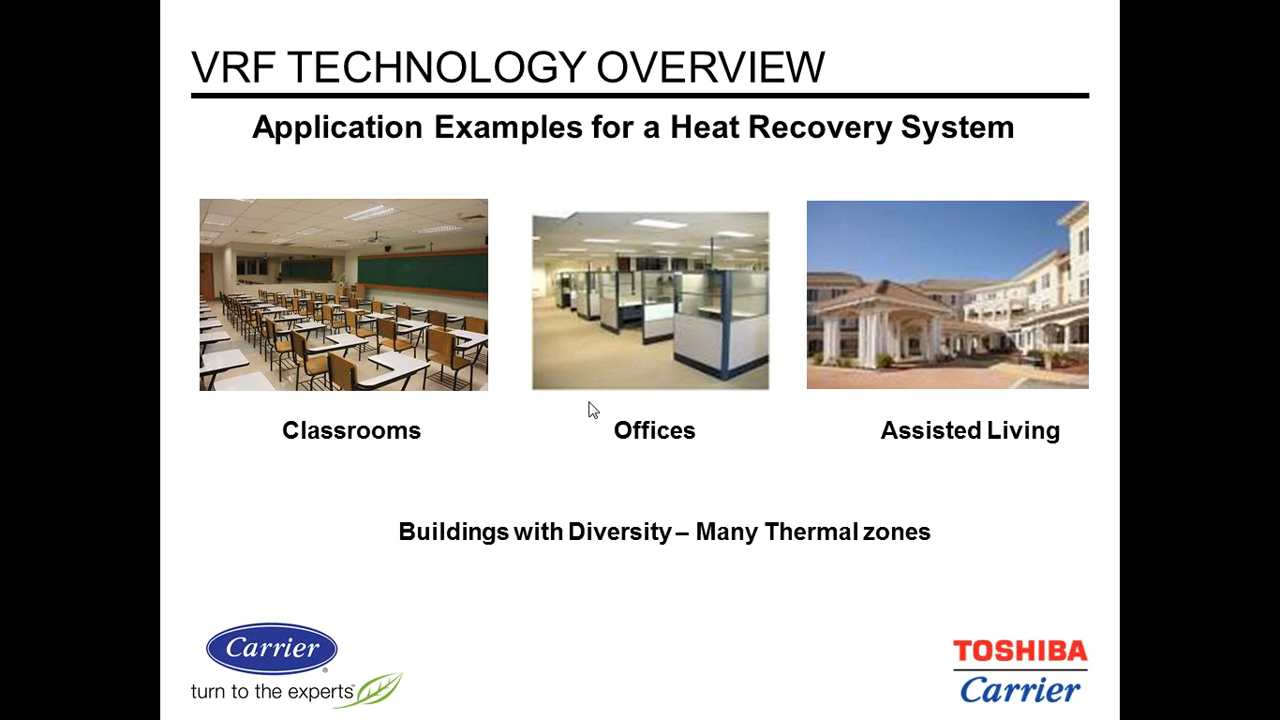 VRF TECHNOLOGY OVERVIEW
Application Examples for a Heat Recovery System
Classrooms
Offices
Assisted Living
Buildings with Diversity – Many Thermal zones
Carrier
®
turn to the experts™
TOSHIBA
Carrier